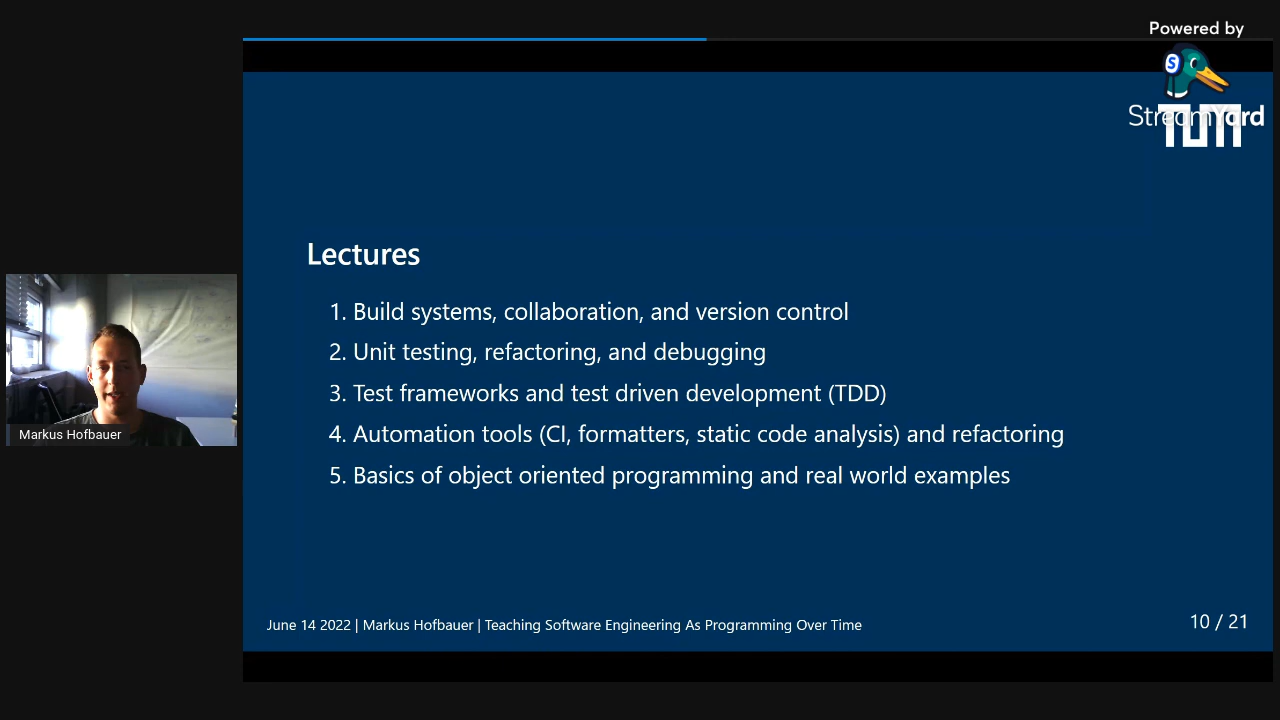 Powered by
S
StreamYard
TUM
Lectures
1. Build systems, collaboration, and version control
2. Unit testing, refactoring, and debugging
3. Test frameworks and test driven development (TDD)
4. Automation tools (CI, formatters, static code analysis) and refactoring
5. Basics of object oriented programming and real world examples
Markus Hofbauer
June 14 2022 | Markus Hofbauer | Teaching Software Engineering As Programming Over Time
10 / 21